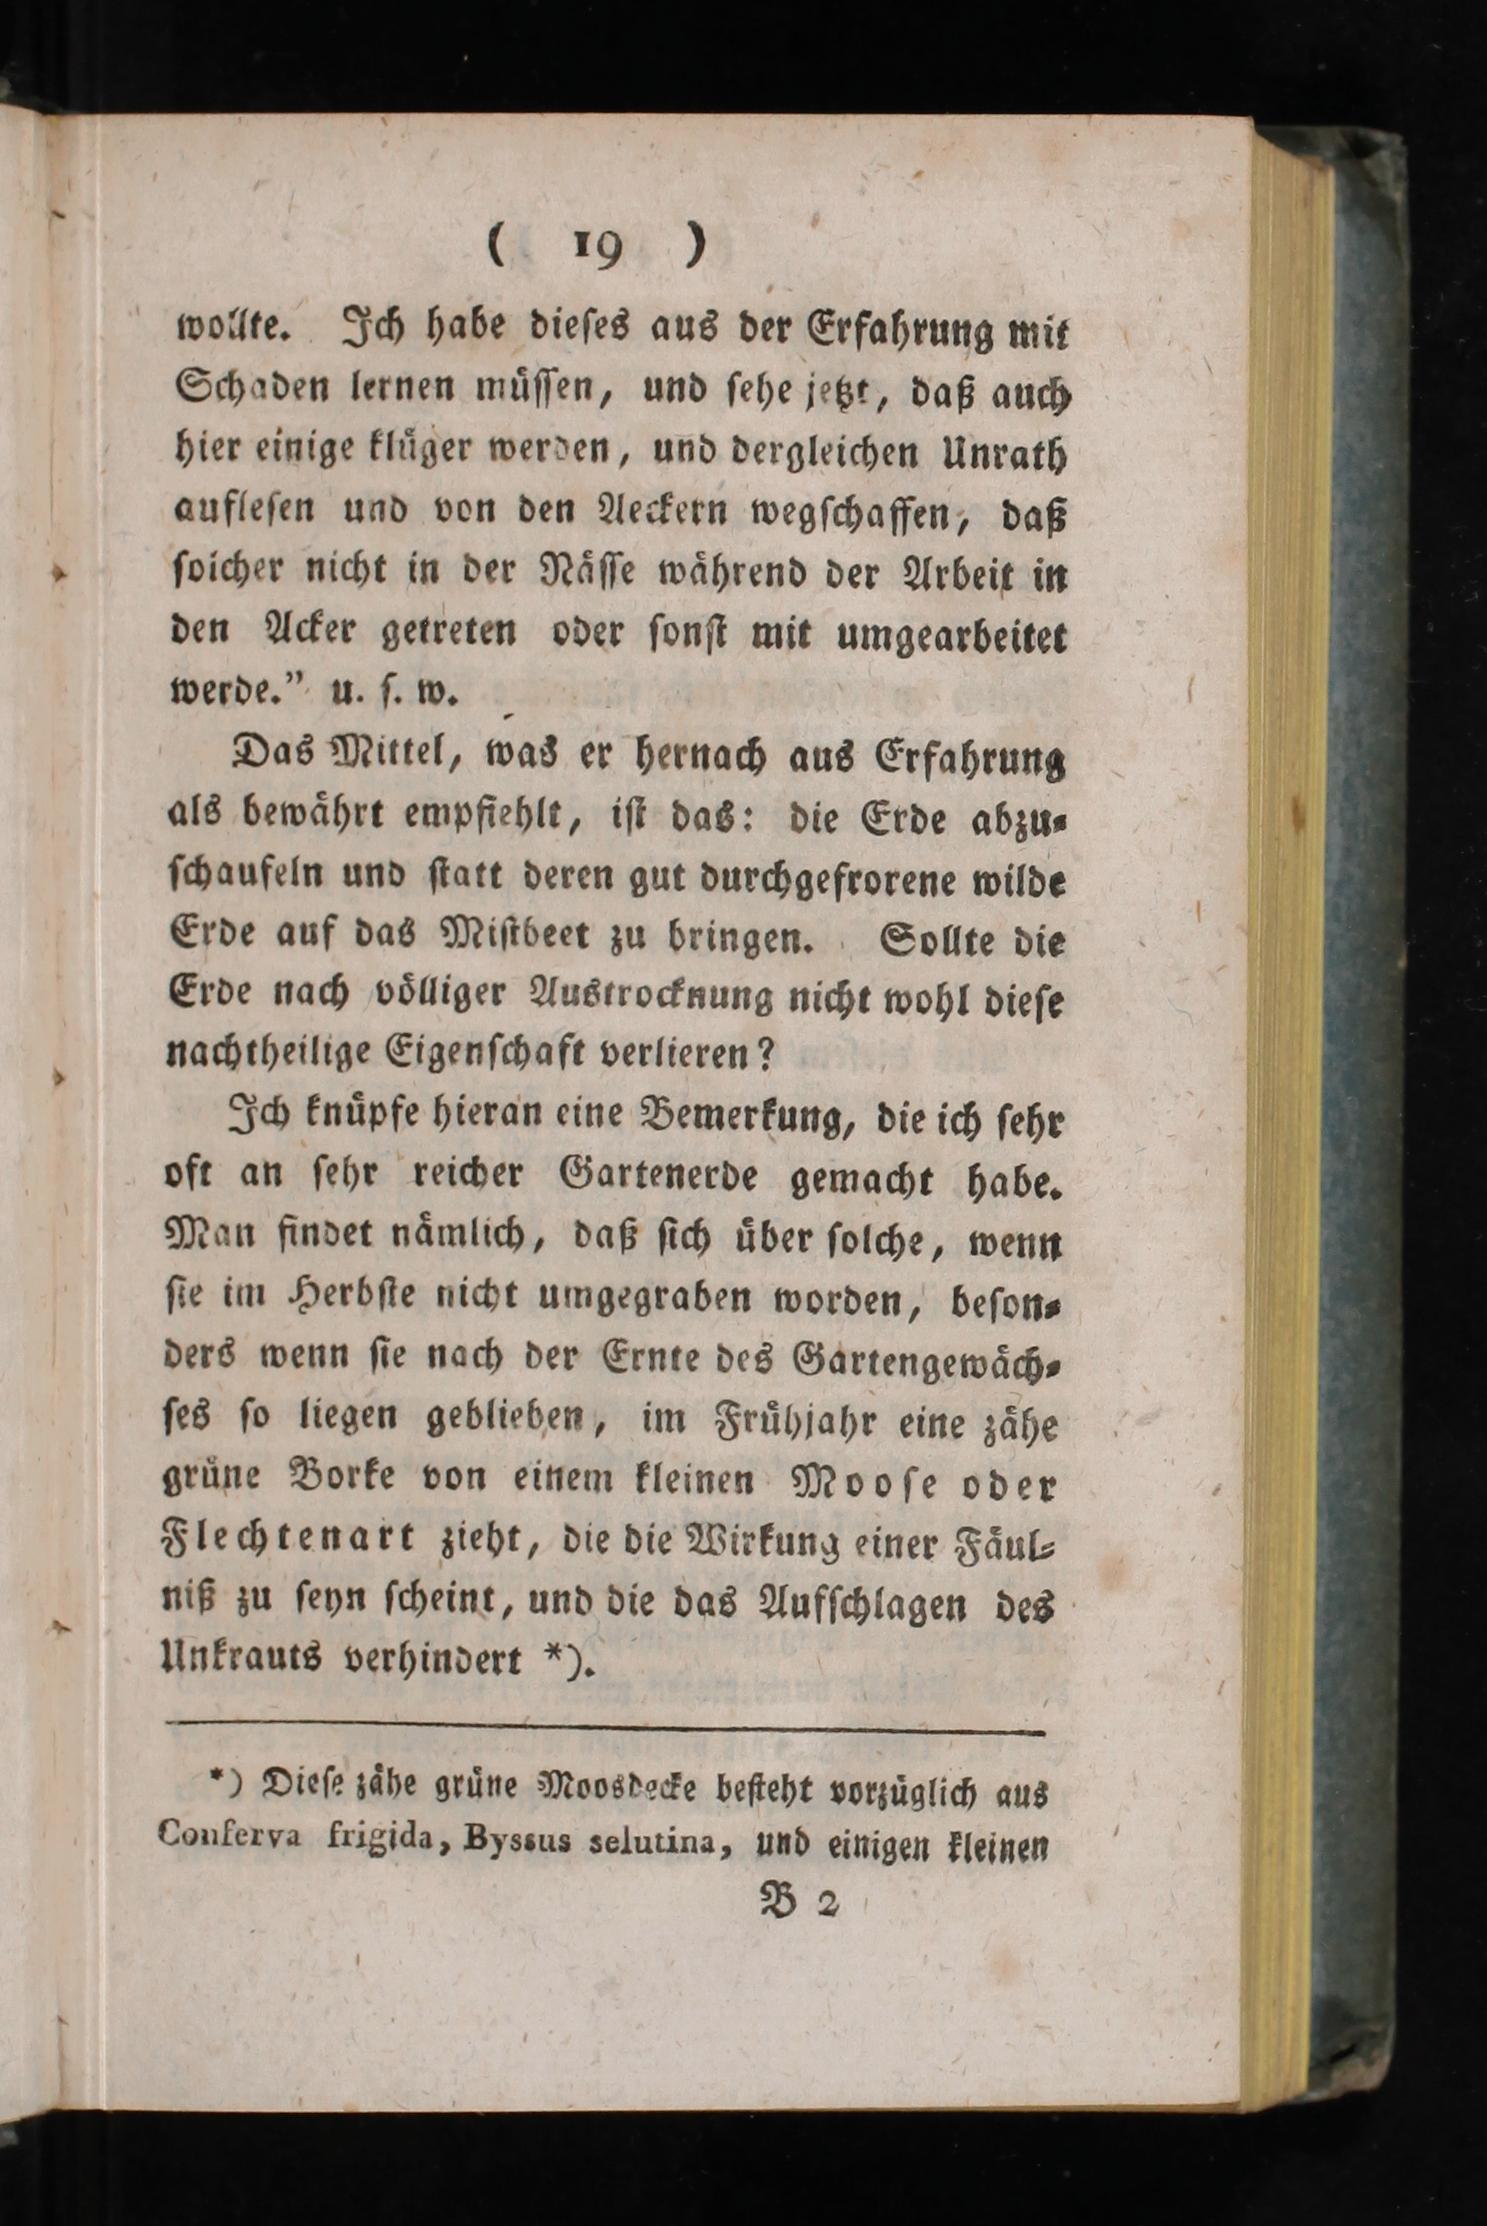 ( 19 )
wollte. Ich habe dieses aus der Erfahrung mit
Schaden lernen müssen, und sehe jetzt, daß auch
hier einige klüger werden, und dergleichen Unrath
auflesen und von den Aeckern wegschaffen, daß
solcher nicht in der Nässe während der Arbeit in
den Acker getreten oder sonst mit umgearbeitet
werde.” u. s. w.
Das Mittel, was er hernach aus Erfahrung
als bewährt empfiehlt, ist das: die Erde abzu-
schaufeln und statt deren gut durchgefrorene wilde
Erde auf das Mistbeet zu bringen. Sollte die
Erde nach völliger Austrocknung nicht wohl diese
nachtheilige Eigenschaft verlieren?
Ich knüpfe hieran eine Bemerkung, die ich sehr
oft an sehr reicher Gartenerde gemacht habe.
Man findet nämlich, daß sich über solche, wenn
sie im Herbste nicht umgegraben worden, beson-
ders wenn sie nach der Ernte des Gartengewäch-
ses so liegen geblieben, im Frühjahr eine zähe
grüne Borke von einem kleinen Moose oder
Flechtenart zieht, die die Wirkung einer Fäul-
niß zu seyn scheint, und die das Aufschlagen des
Unkrauts verhindert *).
*) Diese zähe grüne Moosdecke besteht vorzüglich aus
Conferva frigida, Byssus selutina, und einigen kleinen
B 2